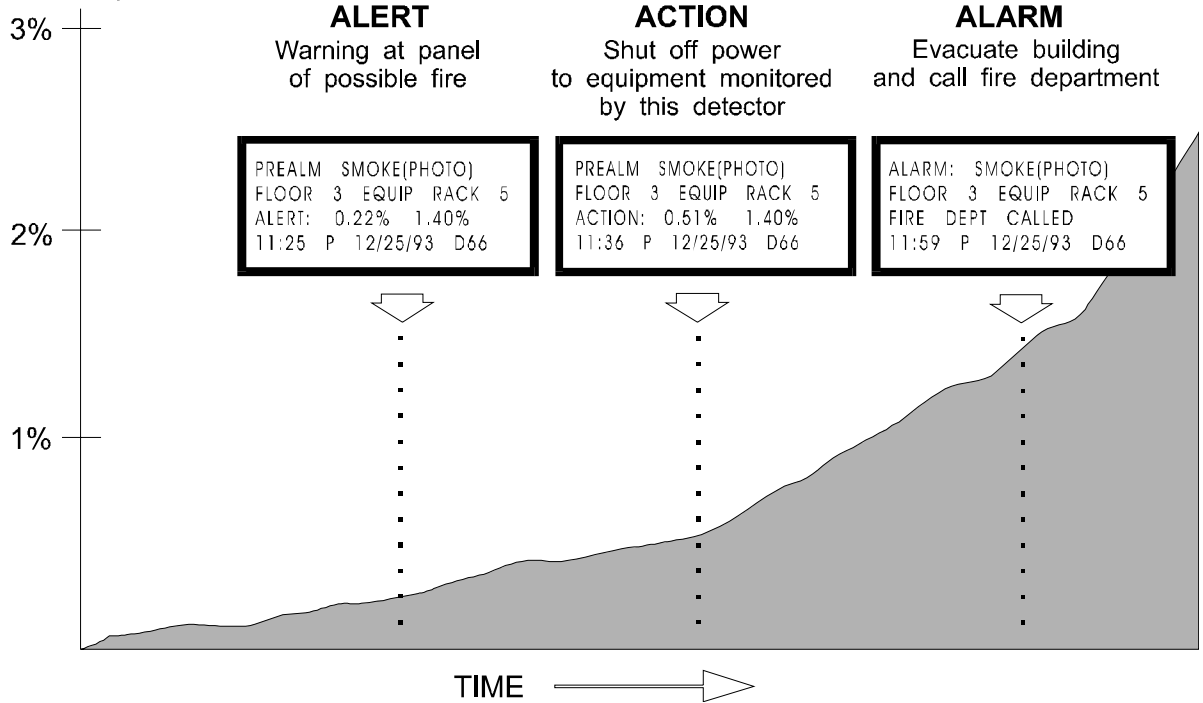 3%
2%
1%
ALERT
Warning at panel
of possible fire
PREALM SMOKE(PHOTO)
FLOOR 3 EQUIP RACK 5
ALERT: 0.22% 1.40%
11:25 P 12/25/93 D66
ACTION
Shut off power
to equipment monitored
by this detector
PREALM SMOKE(PHOTO)
FLOOR 3 EQUIP RACK 5
ACTION: 0.51% 1.40%
11:36 P 12/25/93 D66
ALARM
Evacuate building
and call fire department
ALARM: SMOKE(PHOTO)
FLOOR 3 EQUIP RACK 5
FIRE DEPT CALLED
11:59 P 12/25/93 D66
TIME